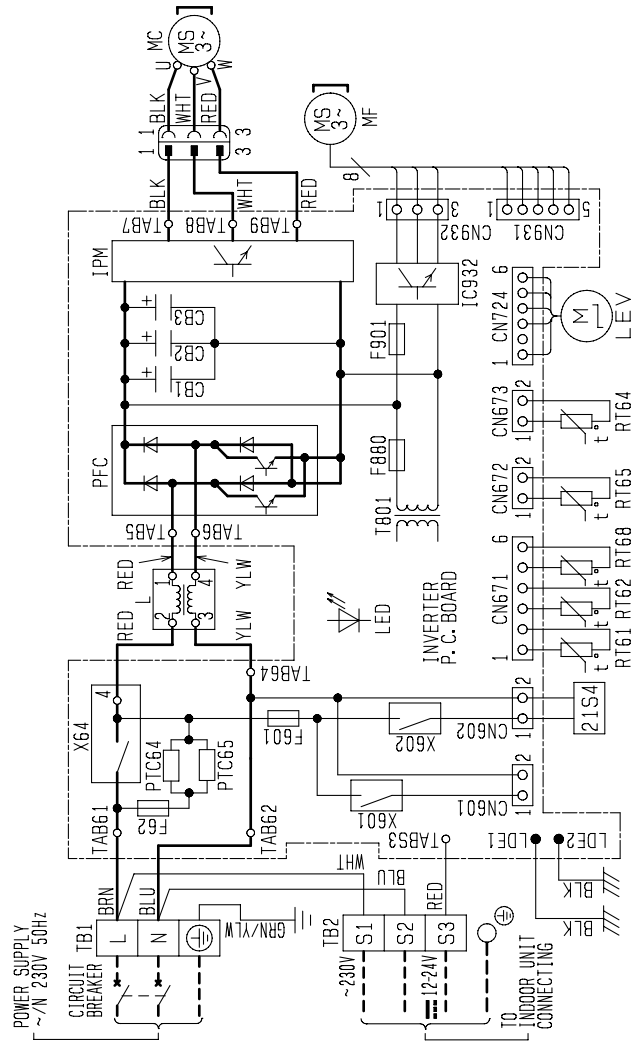 POWER SUPPLY
~/N 230V 50Hz
CIRCUIT
BREAKER
TB1
L
N
BRN
BLU
GRN/YLW
TAB61
TAB62
F62
X64
4
PTC64
PTC65
TAB64
RED
YLW
L
2
1
3
4
RED
YLW
TAB5
TAB6
PFC
CB1
CB2
CB3
+
+
+
IPM
TAB7
TAB8
TAB9
BLK
WHT
RED
1
1
3
3
BLK
WHT
RED
U
V
W
MC
MS
3~
MS
3~
MF
8
1
3
CN932
1
5
CN931
IC932
F901
F880
T801
LED
INVERTER
P.C.BOARD
F601
X602
X601
CN602
1
2
CN601
1
2
21S4
CN671
1
6
RT61
RT62
RT68
t
t
t
CN672
1
2
RT65
t
CN673
1
2
RT64
t
CN724
6
M
LEV
TB2
S1
S2
S3
WHT
BLU
RED
TAB53
~230V
12-24V
TO
INDOOR UNIT
CONNECTING
LDE1
LDE2
BLK
BLK